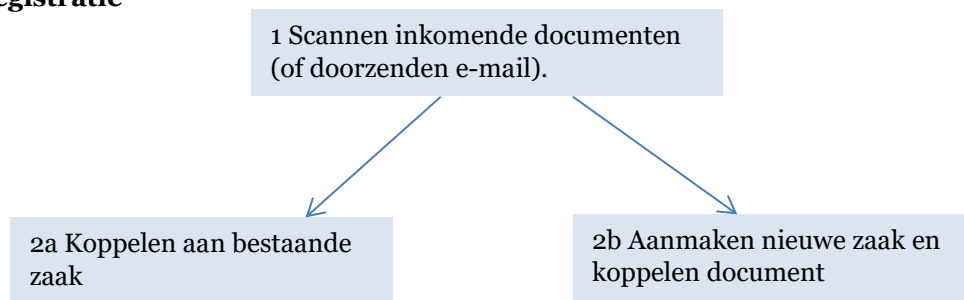 1 Scannen inkomende documenten
(of doorzenden e-mail).
2a Koppelen aan bestaande
zaak
2b Aanmaken nieuwe zaak en
koppelen document